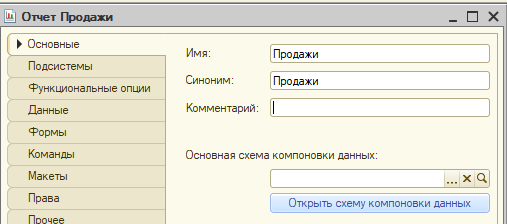 Отчет Продажи
Основные
Подсистемы
Функциональные опции
Данные
Формы
Команды
Макеты
Права
Прочее
Имя: Продажи
Синоним: Продажи
Комментарий:
Основная схема компоновки данных:
...
Открыть схему компоновки данных